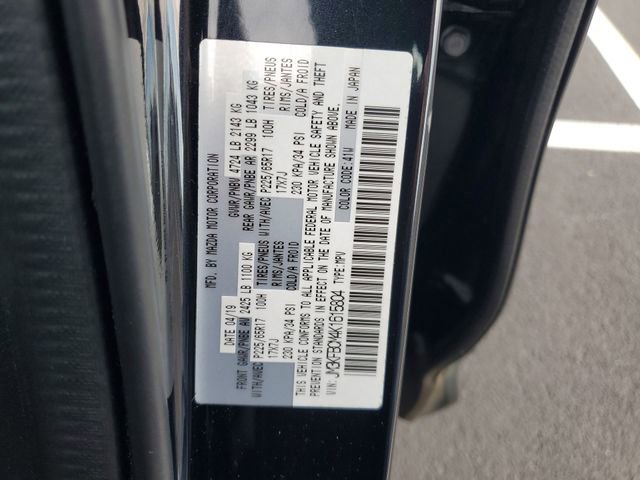 MFD. BY MAZDA MOTOR CORPORATION
DATE 04/19 GVWR/PNBV 4724 LB 2143 KG
FRONT GAWR/PNBE AV 2425 LB 1100 KG REAR GAWR/PNBE AR 2299 LB 1043 KG
WITH/AVEC P225/65R17 100H TIRES/PNEUS WITH/AVEC P225/65R17 100H TIRES/PNEUS
17X7J RIMS/JANTES 17X7J RIMS/JANTES
230 KPA/34 PSI COLD/A FROID 230 KPA/34 PSI COLD/A FROID
THIS VEHICLE CONFORMS TO ALL APPLICABLE FEDERAL MOTOR VEHICLE SAFETY AND THEFT
PREVENTION STANDARDS IN EFFECT ON THE DATE OF MANUFACTURE SHOWN ABOVE.
VIN: JM3KFBCM4K1615804 TYPE: MPV COLOR CODE: 41W MADE IN JAPAN